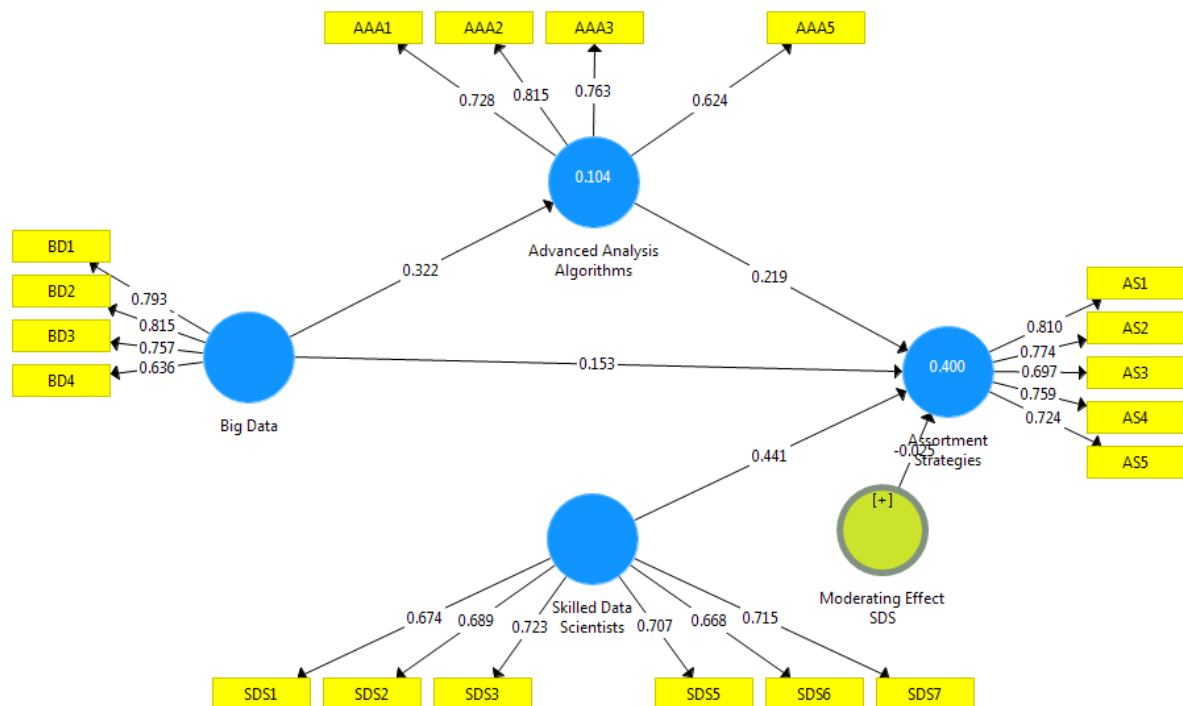 AAA1 AAA2 AAA3 AAA5
0.728 0.815 0.763 0.624
0.104
Advanced Analysis
Algorithms
BD1
BD2
BD3
BD4
0.793
0.815
0.757
0.636
Big Data
0.322
0.219
0.153
0.441
0.400
Assortment
Strategies
-0.025
AS1
AS2
AS3
AS4
AS5
0.810
0.774
0.697
0.759
0.724
[+]
Moderating Effect
SDS
Skilled Data
Scientists
0.674 0.689 0.723 0.707 0.668 0.715
SDS1 SDS2 SDS3 SDS5 SDS6 SDS7